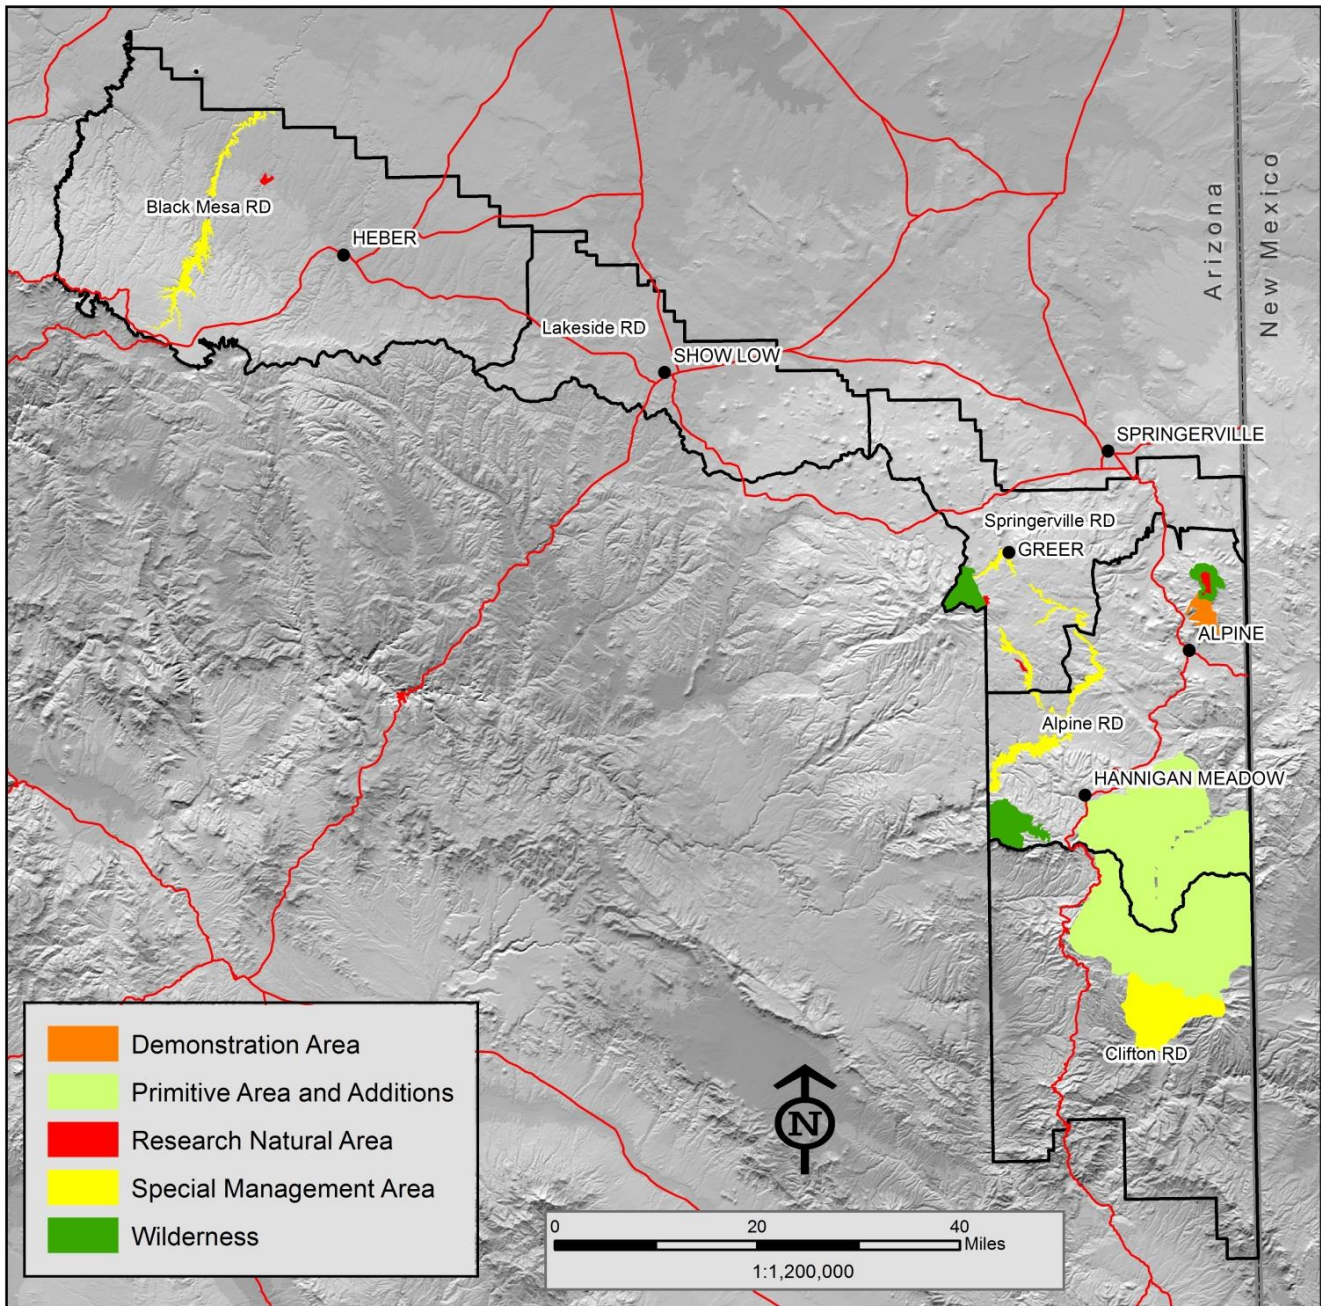 Arizona
New Mexico
Black Mesa RD
HEBER
Lakeside RD
SHOW LOW
SPRINGERVILLE
Springerville RD
GREER
ALPINE
Alpine RD
HANNIGAN MEADOW
Clifton RD
Demonstration Area
Primitive Area and Additions
Research Natural Area
Special Management Area
Wilderness
N
0 20 40
Miles
1:1,200,000